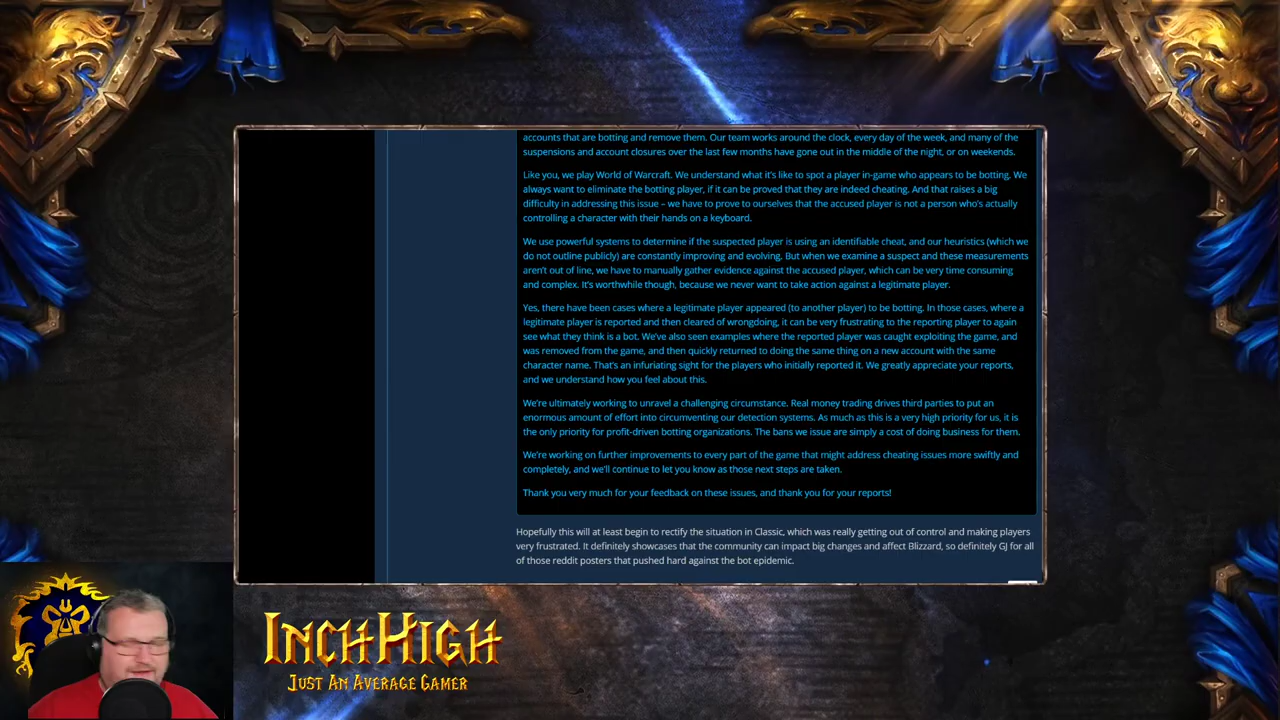 accounts that are botting and remove them. Our team works around the clock, every day of the week, and many of the
suspensions and account closures over the last few months have gone out in the middle of the night, or on weekends.
Like you, we play World of Warcraft. We understand what it's like to spot a player in-game who appears to be botting. We
always want to eliminate the botting player, if it can be proved that they are indeed cheating. And that raises a big
difficulty in addressing this issue – we have to prove to ourselves that the accused player is not a person who's actually
controlling a character with their hands on a keyboard.
We use powerful systems to determine if the suspected player is using an identifiable cheat, and our heuristics (which we
do not outline publicly) are constantly improving and evolving. But when we examine a suspect and these measurements
aren't out of line, we have to manually gather evidence against the accused player, which can be very time consuming
and complex. It's worthwhile though, because we never want to take action against a legitimate player.
Yes, there have been cases where a legitimate player appeared (to another player) to be botting. In those cases, where a
legitimate player is reported and then cleared of wrongdoing, it can be very frustrating to the reporting player to again
see what they think is a bot. We've also seen examples where the reported player was caught exploiting the game, and
was removed from the game, and then quickly returned to doing the same thing on a new account with the same
character name. That's an infuriating sight for the players who initially reported it. We greatly appreciate your reports,
and we understand how you feel about this.
We're ultimately working to unravel a challenging circumstance. Real money trading drives third parties to put an
enormous amount of effort into circumventing our detection systems. As much as this is a very high priority for us, it is
the only priority for profit-driven botting organizations. The bans we issue are simply a cost of doing business for them.
We're working on further improvements to every part of the game that might address cheating issues more swiftly and
completely, and we'll continue to let you know as those next steps are taken.
Thank you very much for your feedback on these issues, and thank you for your reports!
Hopefully this will at least begin to rectify the situation in Classic, which was really getting out of control and making players
very frustrated. It definitely showcases that the community can impact big changes and affect Blizzard, so definitely GJ for all
of those reddit posters that pushed hard against the bot epidemic.
INCHHIGH
JUST AN AVERAGE GAMER